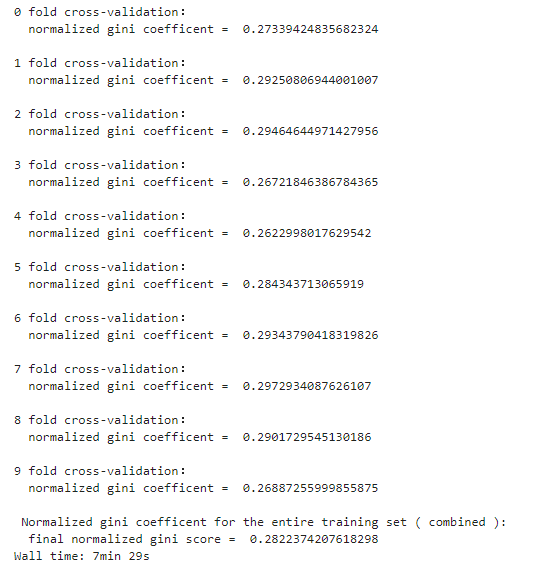 0 fold cross-validation:
normalized gini coefficent =  0.27339424835682324
1 fold cross-validation:
normalized gini coefficent =  0.29250806944001007
2 fold cross-validation:
normalized gini coefficent =  0.29464644971427956
3 fold cross-validation:
normalized gini coefficent =  0.26721846386784365
4 fold cross-validation:
normalized gini coefficent =  0.2622998017629542
5 fold cross-validation:
normalized gini coefficent =  0.284343713065919
6 fold cross-validation:
normalized gini coefficent =  0.29343790418319826
7 fold cross-validation:
normalized gini coefficent =  0.2972934087626107
8 fold cross-validation:
normalized gini coefficent =  0.2901729545130186
9 fold cross-validation:
normalized gini coefficent =  0.26887255999855875
Normalized gini coefficent for the entire training set ( combined ):
final normalized gini score =  0.2822374207618298
Wall time: 7min 29s